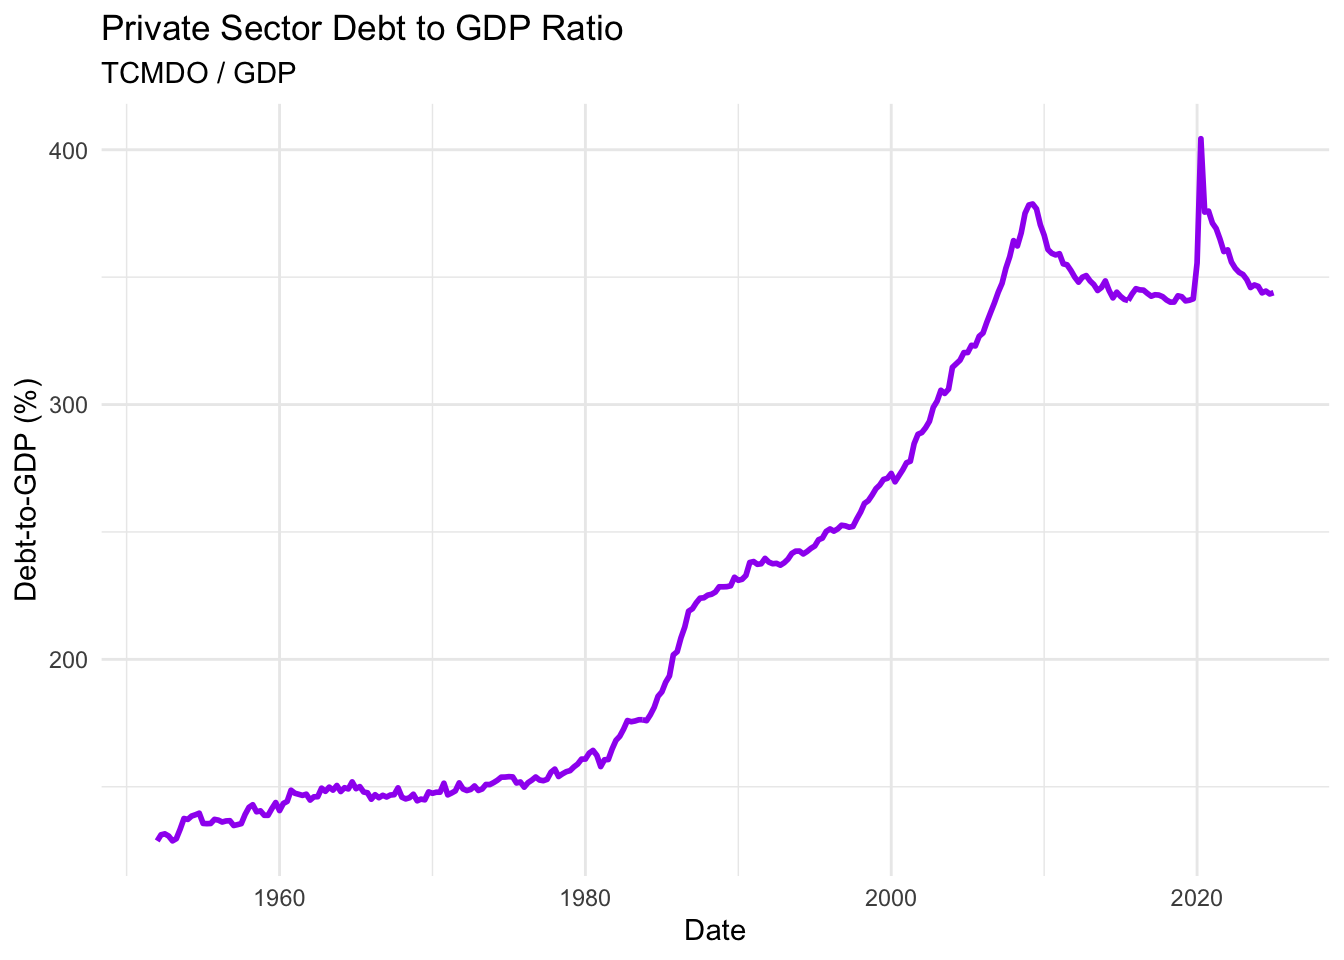 Private Sector Debt to GDP Ratio
TCMDO / GDP
400
300
200
Debt-to-GDP (%)
1960 1980 2000 2020
Date